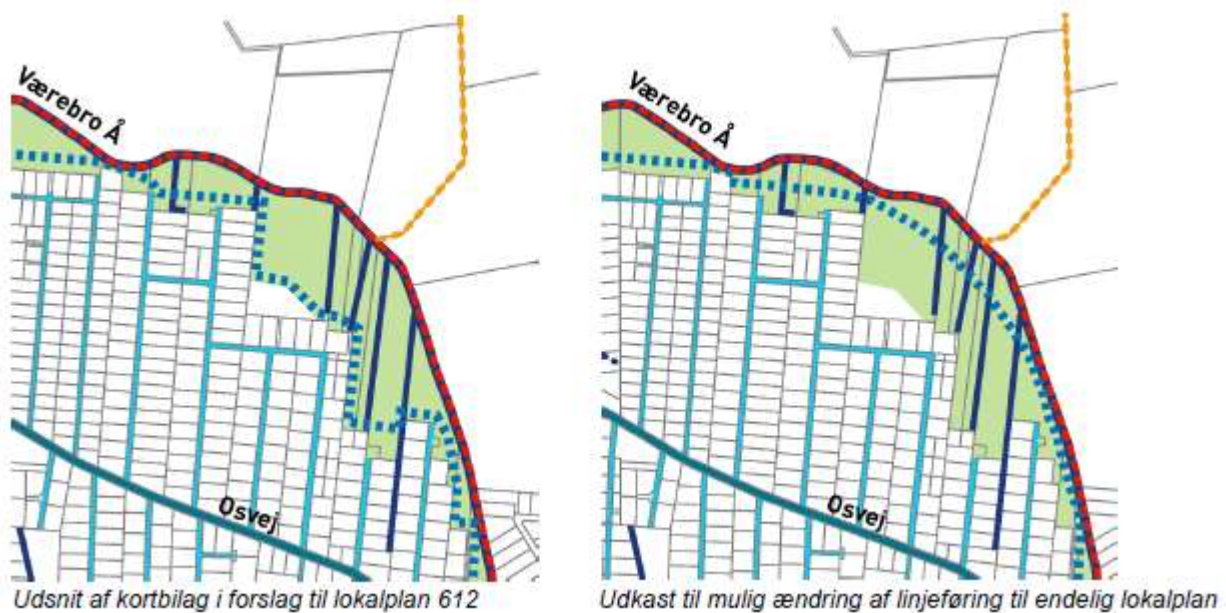 Værebro Å
Osvej
Udsnit af kortbilag i forslag til lokalplan 612
Værebro Å
Osvej
Udkast til mulig ændring af linjeføring til endelig lokalplan